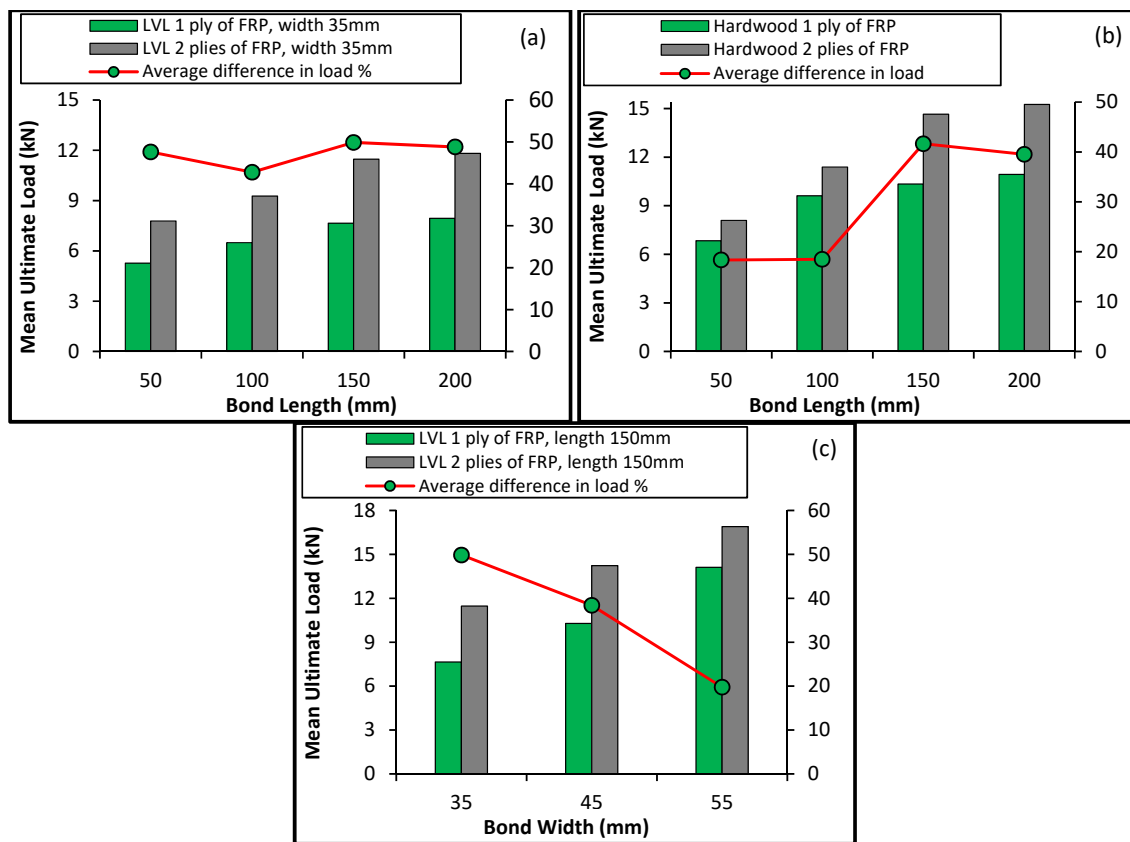 LVL 1 ply of FRP, width 35mm
LVL 2 plies of FRP, width 35mm
Average difference in load %
(a)
Mean Ultimate Load (kN)
15
12
9
6
3
0
60
50
40
30
20
10
0
50 100 150 200
Bond Length (mm)
Hardwood 1 ply of FRP
Hardwood 2 plies of FRP
Average difference in load
(b)
Mean Ultimate Load (kN)
15
12
9
6
3
0
50
40
30
20
10
0
50 100 150 200
Bond Length (mm)
LVL 1 ply of FRP, length 150mm
LVL 2 plies of FRP, length 150mm
Average difference in load %
(c)
Mean Ultimate Load (kN)
18
15
12
9
6
3
0
60
50
40
30
20
10
0
35 45 55
Bond Width (mm)